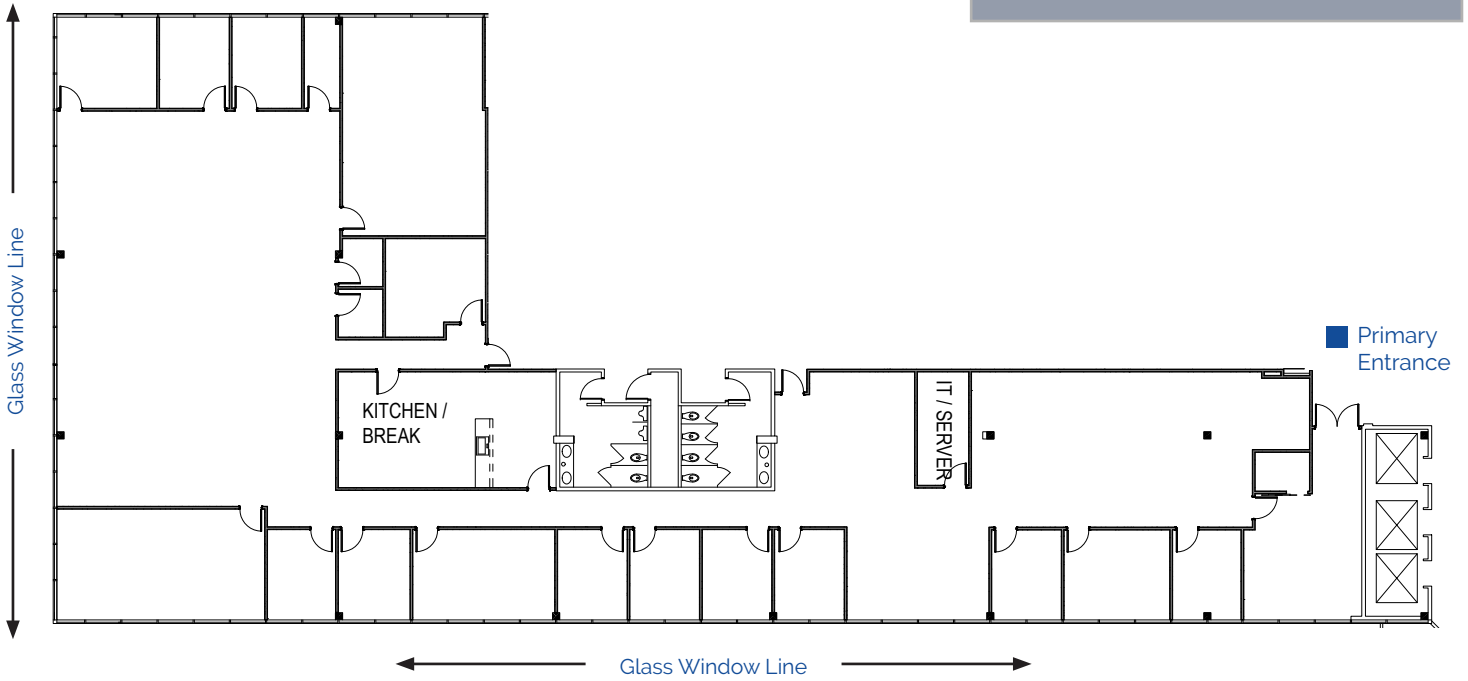 Glass Window Line
Primary
Entrance
KITCHEN /
BREAK
IT / SERVER
Glass Window Line